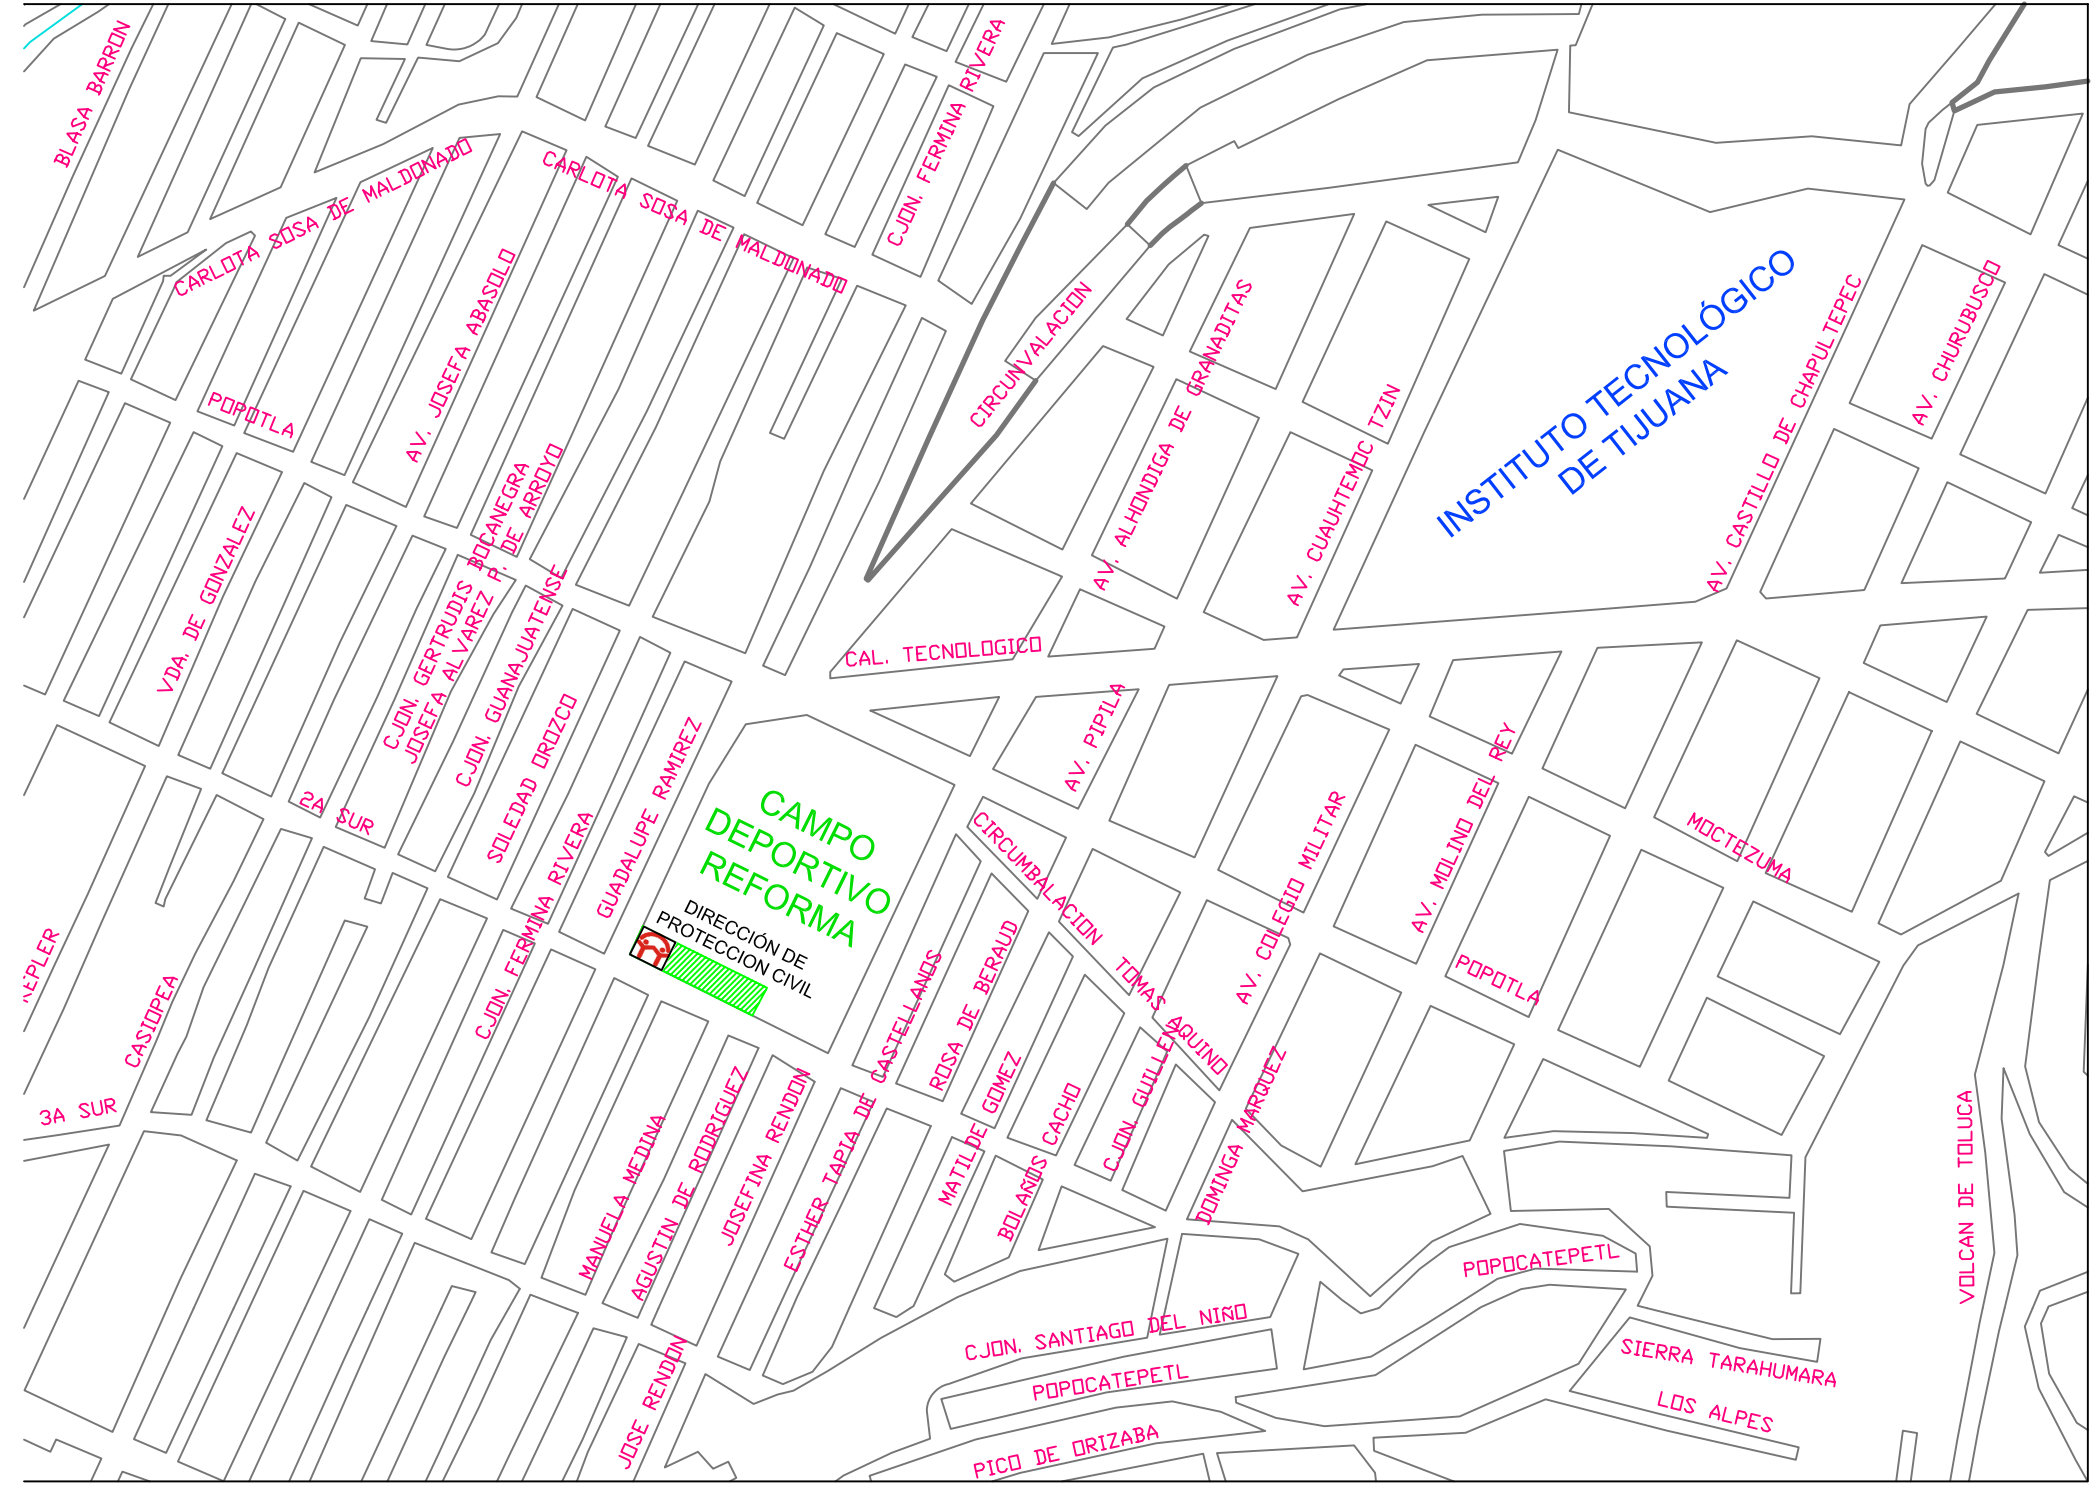 BLASA BARRON
CARLOTA SOSA DE MALDONADO
CARLOTA SOSA DE MALDONADO
CJON. FERMINA RIVERA
AV. JOSEFA ABASOLO
CIRCUNVALACION
AV. ALHONDIGA DE GRANADITAS
AV. CUAUHTEMOC TZIN
INSTITUTO TECNOLÓGICO
DE TIJUANA
AV. CASTILLO DE CHAPULTEPEC
AV. CHURUBUSCO
POPOTLA
VDA. DE GONZALEZ
CJON. GERTRUDIS BOCANEGRA
JOSEFA ALVAREZ P. DE ARROYO
CJON. GUANAJUATENSE
SOLEDAD OROZCO
GUADALUPE RAMIREZ
CAL. TECNOLOGICO
AV. PIPILA
AV. MOLINO DEL REY
AV. COLEGIO MILITAR
MOCTEZUMA
POPOTLA
2A SUR
CJON. FERMINA RIVERA
CAMPO
DEPORTIVO
REFORMA
DIRECCIÓN DE
PROTECCION CIVIL
CIRCUMBALACION
TOMAS AQUINO
KEPLER
CASIOPEA
3A SUR
ESTHER TAPIA DE CASTELLANOS
ROSA DE BERAUD
MATILDE GOMEZ
BOLAÑOS CACHO
CJON. GUILLEN
DOMINGA MARQUEZ
MANUELA MEDINA
AGUSTIN DE RODRIGUEZ
JOSEFINA RENDON
JOSE RENDON
VOLCAN DE TOLUCA
POPOCATEPETL
CJON. SANTIAGO DEL NIÑO
POPOCATEPETL
PICO DE ORIZABA
SIERRA TARAHUMARA
LOS ALPES